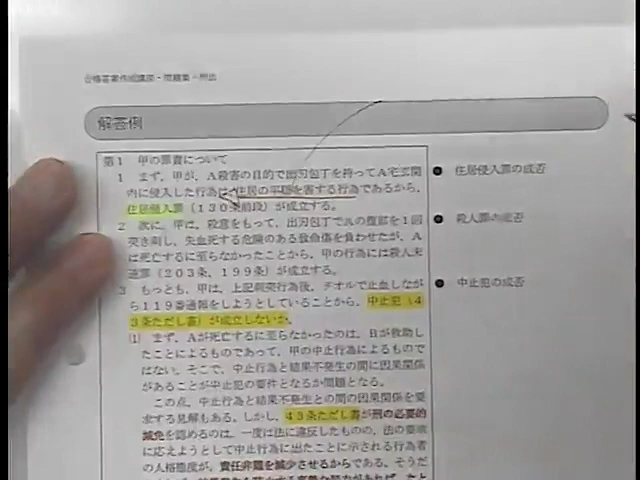 合格答案作成講座・問題集・刑法
解答例
第1 甲の罪責について
1 まず、甲が、A殺害の目的で出刃包丁を持ってA宅玄関
内に侵入した行為は住居の平穏を害する行為であるから、
住居侵入罪（130条前段）が成立する。
2 次に、甲は、殺意をもって、出刃包丁でAの腹部を1回
突き刺し、失血死する危険のある致命傷を負わせたが、A
は死亡するに至らなかったことから、甲の行為には殺人未
遂罪（203条、199条）が成立する。
3 もっとも、甲は、上記刺突行為後、タオルで止血しなが
ら119番通報をしようとしていることから、中止犯（4
3条ただし書）が成立しないか。
(1) まず、Aが死亡するに至らなかったのは、Bが救助し
たことによるものであって、甲の中止行為によるものでは
ない。そこで、中止行為と結果不発生の間に因果関係
があることが中止犯の要件となるか問題となる。
この点、中止行為と結果不発生との間の因果関係を要
求する見解もある。しかし、43条ただし書が刑の必要的
減免を認めるのは、一度は法に違反したものの、法の要求
に応えようとして中止行為に出たことに示される行為者
の人格態度が、責任非難を減少させるからである。そうだ
住居侵入罪の成否
殺人罪の成否
中止犯の成否